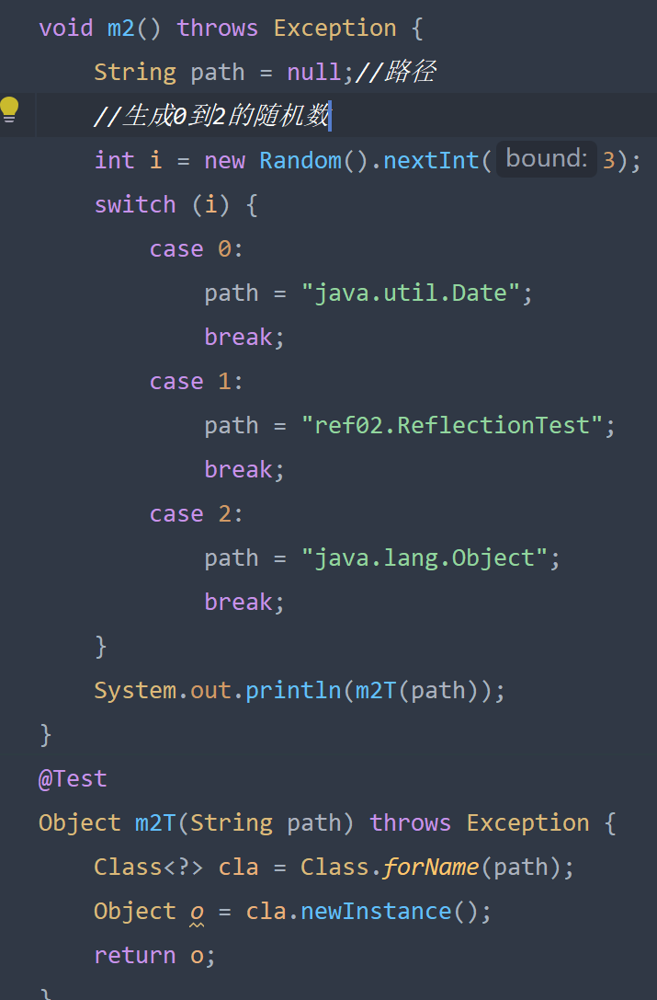 void m2() throws Exception {
String path = null;//路径
//生成0到2的随机数
int i = new Random().nextInt( bound: 3);
switch (i) {
case 0:
path = "java.util.Date";
break;
case 1:
path = "ref02.ReflectionTest";
break;
case 2:
path = "java.lang.Object";
break;
}
System.out.println(m2T(path));
}
@Test
Object m2T(String path) throws Exception {
Class<?> cla = Class.forName(path);
Object o = cla.newInstance();
return o;
}